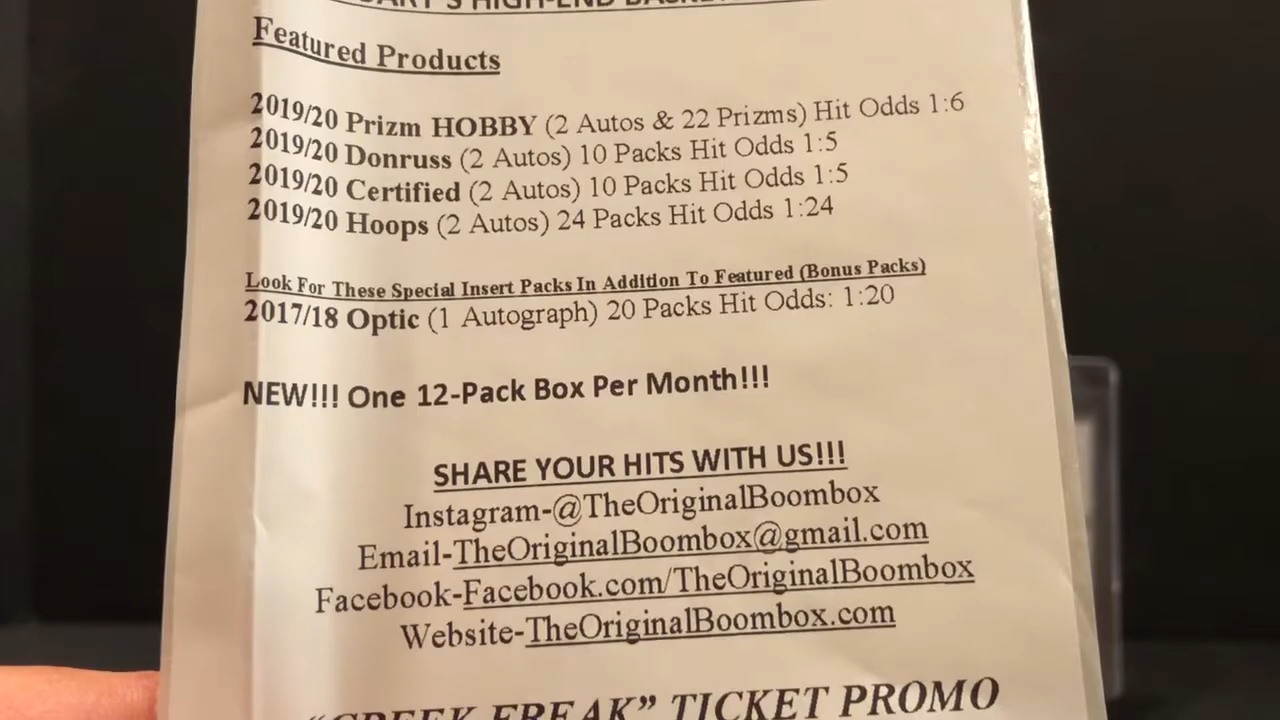 HIGH-END
Featured Products
2019/20 Prizm HOBBY (2 Autos & 22 Prizms) Hit Odds 1:6
2019/20 Donruss (2 Autos) 10 Packs Hit Odds 1:5
2019/20 Certified (2 Autos) 10 Packs Hit Odds 1:5
2019/20 Hoops (2 Autos) 24 Packs Hit Odds 1:24
Look For These Special Insert Packs In Addition To Featured (Bonus Packs)
2017/18 Optic (1 Autograph) 20 Packs Hit Odds: 1:20
NEW!!! One 12-Pack Box Per Month!!!
SHARE YOUR HITS WITH US!!!
Instagram-@TheOriginalBoombox
Email-TheOriginalBoombox@gmail.com
Facebook-Facebook.com/TheOriginalBoombox
Website-TheOriginalBoombox.com
“GREEK FREAK” TICKET PROMO